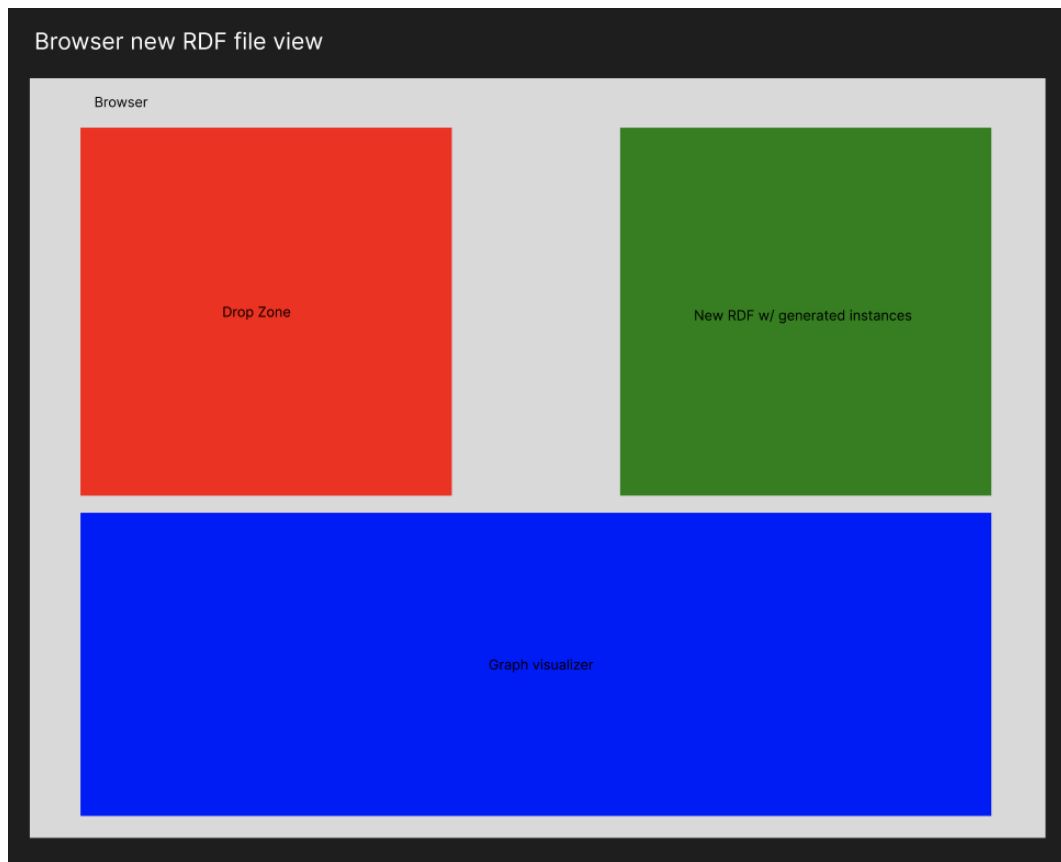 Browser new RDF file view
Browser
Drop Zone
New RDF w/ generated instances
Graph visualizer